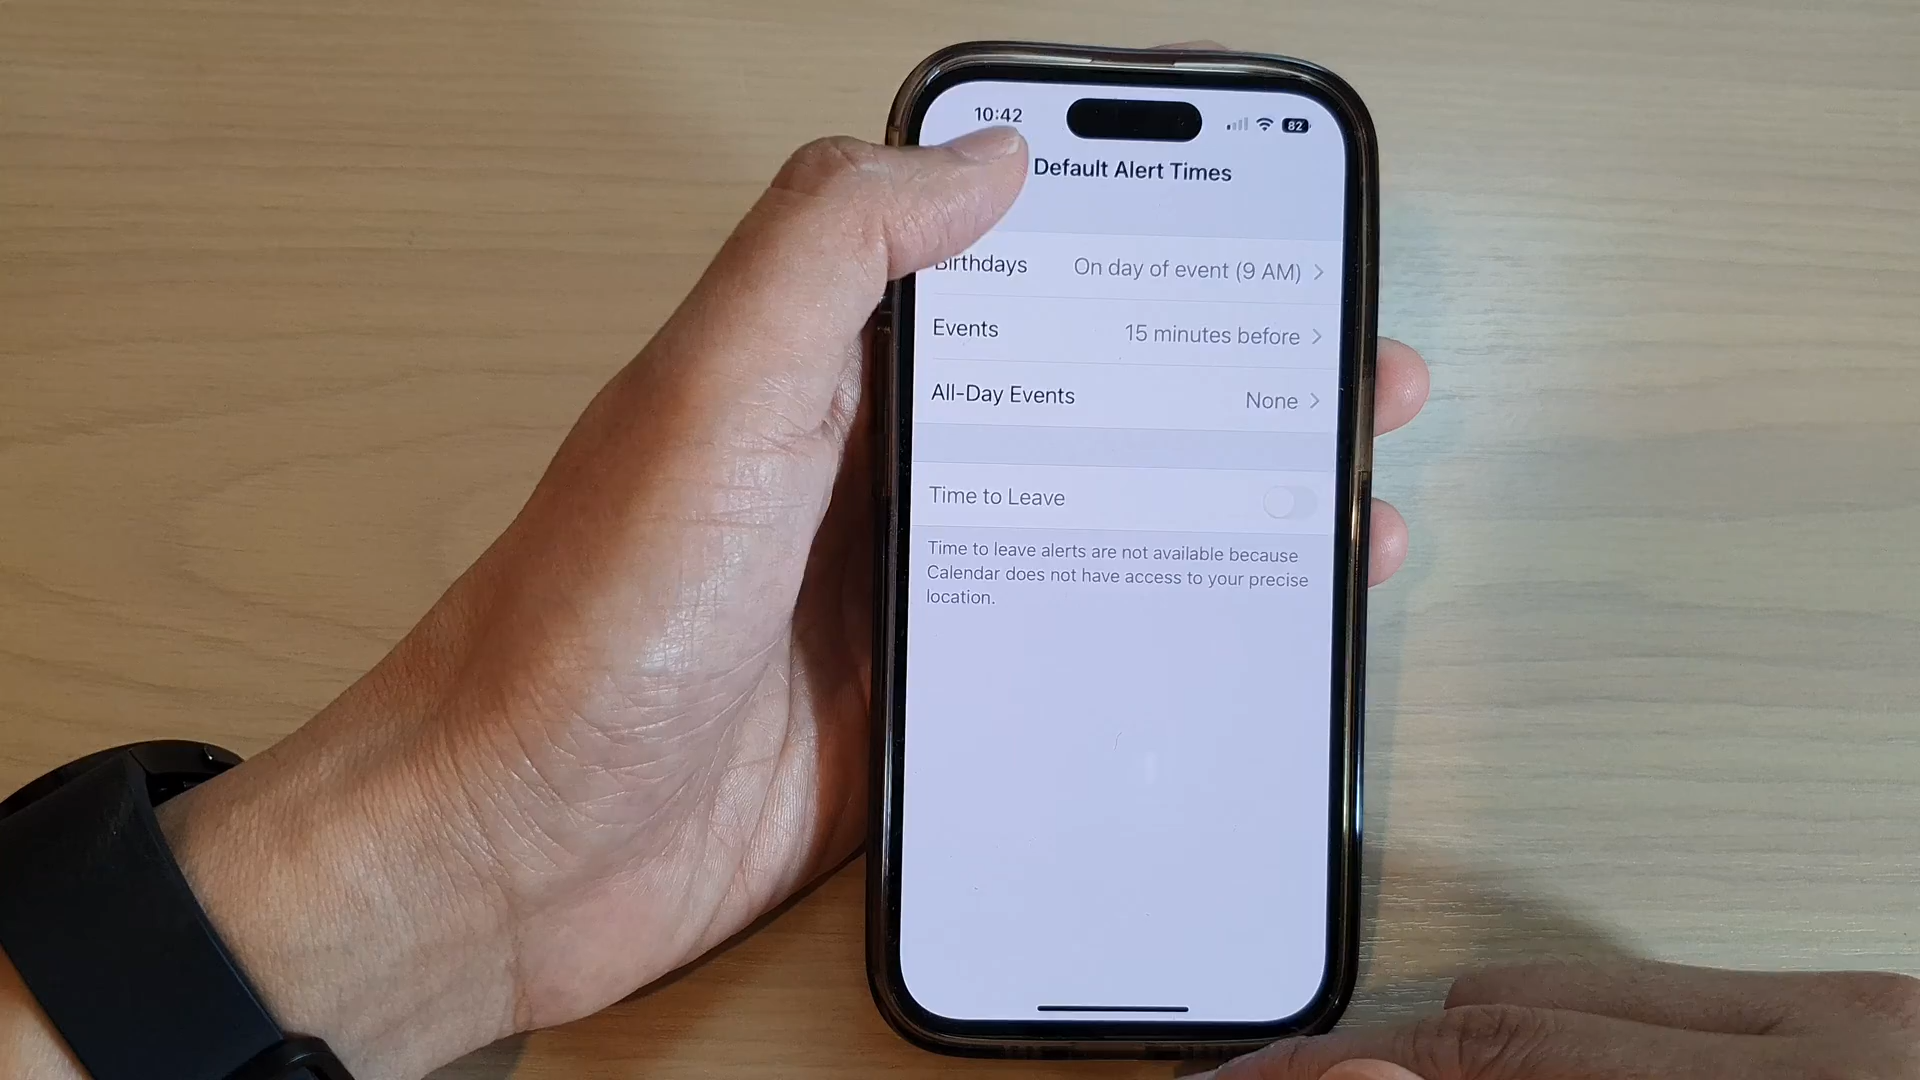 10:42
82
Default Alert Times
Birthdays On day of event (9 AM)
Events 15 minutes before
All-Day Events None
Time to Leave
Time to leave alerts are not available because
Calendar does not have access to your precise
location.